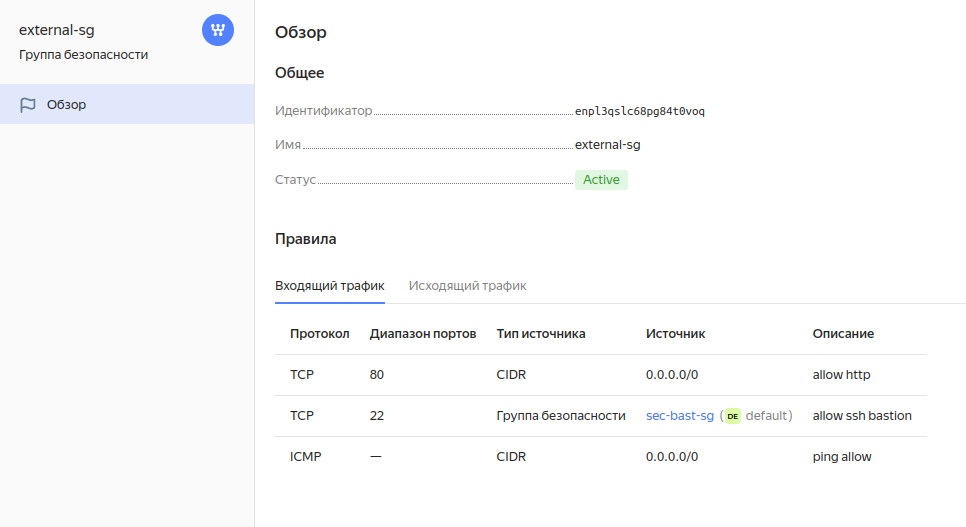 external-sg
Группа безопасности
Обзор
Обзор
Общее
Идентификатор enpl3qslc68pg84t0voq
Имя external-sg
Статус Active
Правила
Входящий трафик Исходящий трафик
Протокол Диапазон портов Тип источника Источник Описание
TCP 80 CIDR 0.0.0.0/0 allow http
TCP 22 Группа безопасности sec-bast-sg (DE default) allow ssh bastion
ICMP — CIDR 0.0.0.0/0 ping allow